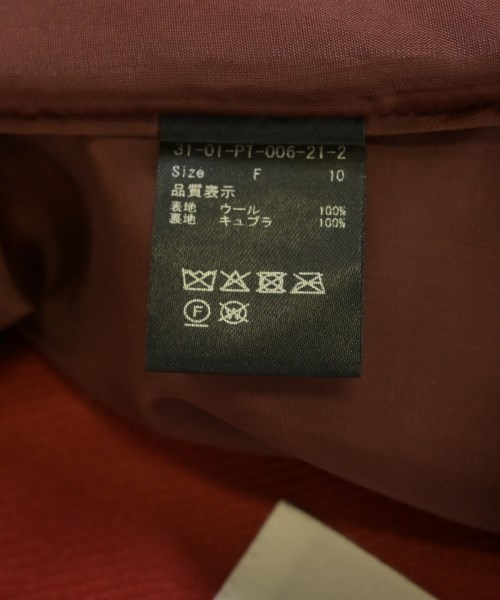 31-01-PT-006-21-2
Size F 10
品質表示
表地 ウール 100%
裏地 キュプラ 100%
F W